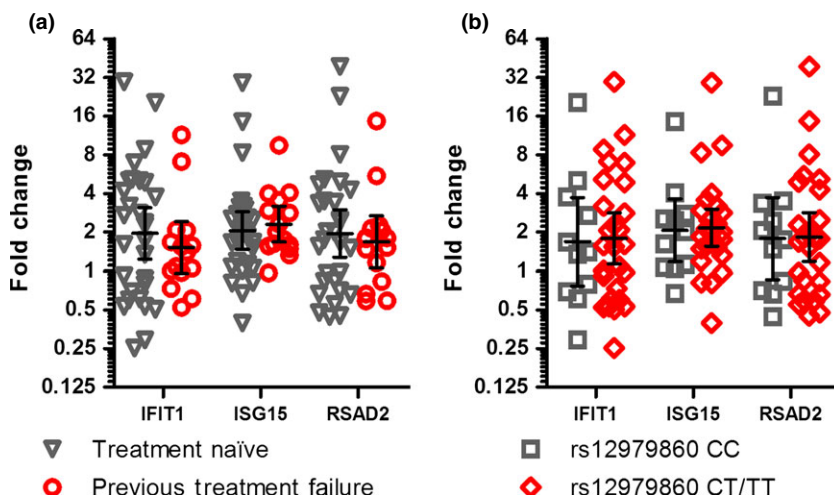 (a)
Fold change
64
32
16
8
4
2
1
0.5
0.25
0.125
IFIT1 ISG15 RSAD2
Treatment naïve
Previous treatment failure
(b)
Fold change
64
32
16
8
4
2
1
0.5
0.25
0.125
IFIT1 ISG15 RSAD2
rs12979860 CC
rs12979860 CT/TT